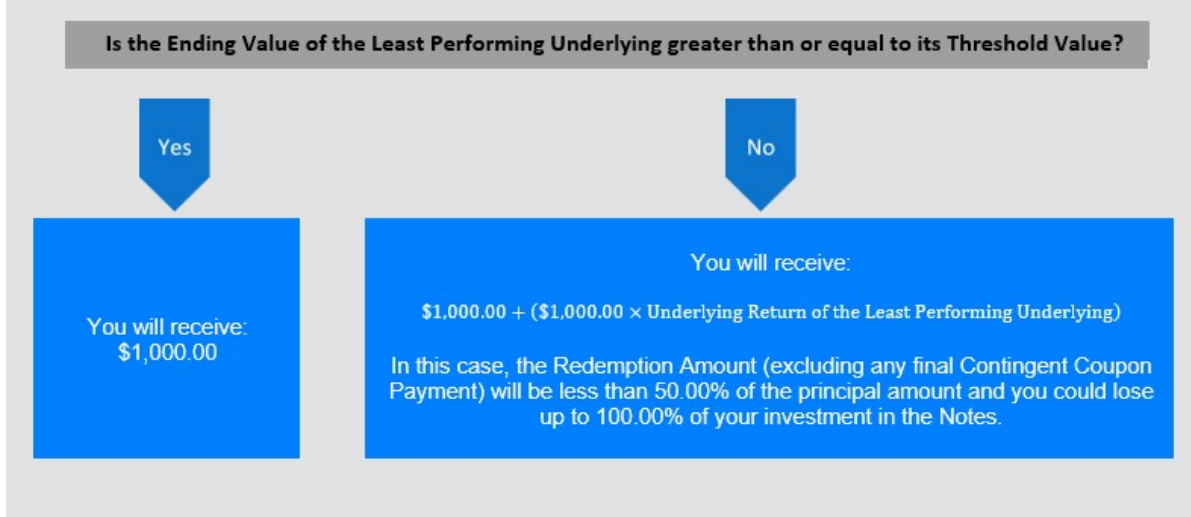 Is the Ending Value of the Least Performing Underlying greater than or equal to its Threshold Value?
Yes
No
You will receive:
$1,000.00
You will receive:
$1,000.00 + ($1,000.00 × Underlying Return of the Least Performing Underlying)
In this case, the Redemption Amount (excluding any final Contingent Coupon
Payment) will be less than 50.00% of the principal amount and you could lose
up to 100.00% of your investment in the Notes.